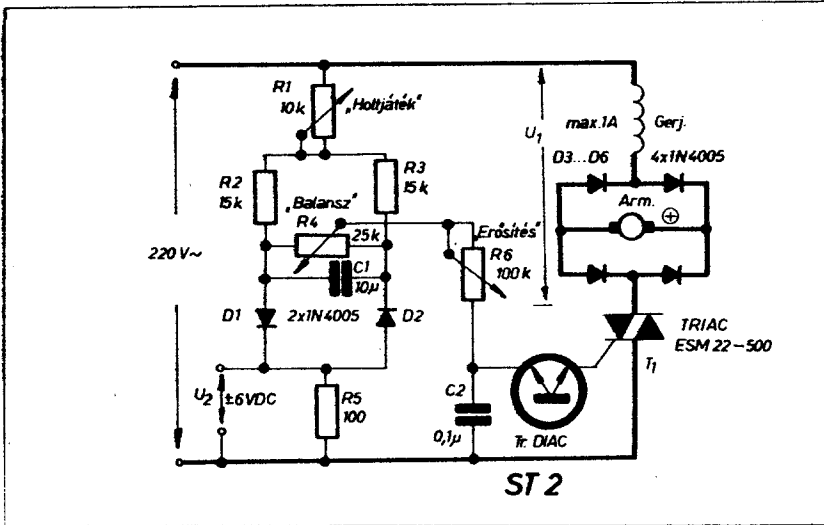 R1
10k
„Holtjáték”
R2
15k
R3
15k
„Balansz”
R4
25k
C1
10µ
220 V~
D1
2x1N4005
D2
U2
±6VDC
R5
100
„Erősítés”
R6
100k
C2
0,1µ
Tr. DIAC
U1
max.1A
Gerj.
D3...D6
4x1N4005
Arm.
TRIAC
ESM 22-500
T1
ST 2